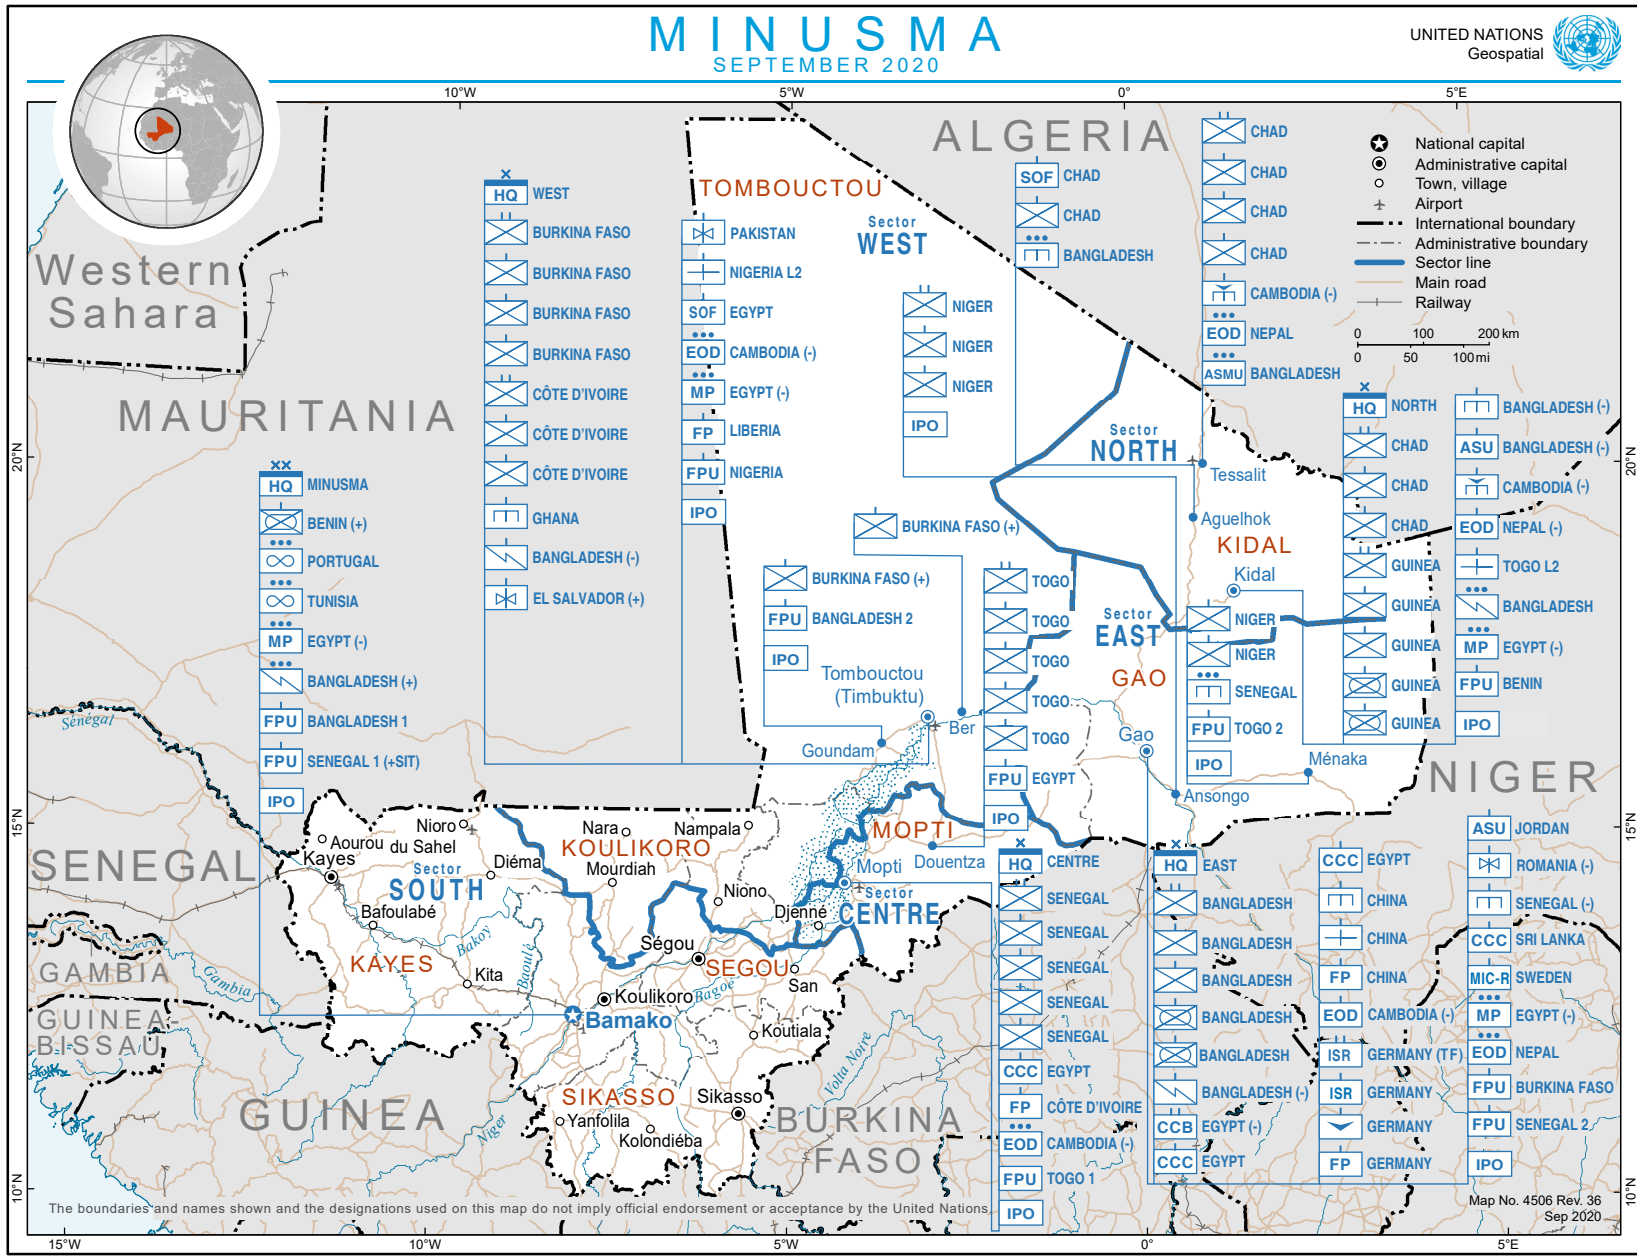 MINUSMA
SEPTEMBER 2020
UNITED NATIONS
Geospatial
10°W
5°W
0°
5°E
National capital
Administrative capital
Town, village
Airport
International boundary
Administrative boundary
Sector line
Main road
Railway
0 100 200 km
0 50 100 mi
ALGERIA
Western
Sahara
MAURITANIA
SENEGAL
GAMBIA
GUINEA-
BISSAU
GUINEA
BURKINA
FASO
NIGER
20°N
15°N
10°N
20°N
15°N
10°N
TOMBOUCTOU
Sector
WEST
Sector
NORTH
KIDAL
Sector
EAST
GAO
MOPTI
Sector
CENTRE
KOULIKORO
Sector
SOUTH
KAYES
SEGOU
SIKASSO
HQ MINUSMA
BENIN (+)
PORTUGAL
TUNISIA
MP EGYPT (-)
BANGLADESH (+)
FPU BANGLADESH 1
FPU SENEGAL 1 (+SIT)
IPO
HQ WEST
BURKINA FASO
BURKINA FASO
BURKINA FASO
BURKINA FASO
CÔTE D'IVOIRE
CÔTE D'IVOIRE
CÔTE D'IVOIRE
GHANA
BANGLADESH (-)
EL SALVADOR (+)
PAKISTAN
NIGERIA L2
SOF EGYPT
EOD CAMBODIA (-)
MP EGYPT (-)
FP LIBERIA
FPU NIGERIA
IPO
NIGER
NIGER
NIGER
IPO
SOF CHAD
CHAD
BANGLADESH
CHAD
CHAD
CHAD
CHAD
CAMBODIA (-)
EOD NEPAL
ASMU BANGLADESH
HQ NORTH
CHAD
CHAD
CHAD
GUINEA
GUINEA
GUINEA
GUINEA
GUINEA
BANGLADESH (-)
ASU BANGLADESH (-)
CAMBODIA (-)
EOD NEPAL (-)
TOGO L2
BANGLADESH
MP EGYPT (-)
FPU BENIN
IPO
BURKINA FASO (+)
BURKINA FASO (+)
FPU BANGLADESH 2
IPO
TOGO
TOGO
TOGO
TOGO
TOGO
FPU EGYPT
IPO
NIGER
NIGER
SENEGAL
FPU TOGO 2
IPO
HQ CENTRE
SENEGAL
SENEGAL
SENEGAL
SENEGAL
SENEGAL
CCC EGYPT
FP CÔTE D'IVOIRE
EOD CAMBODIA (-)
FPU TOGO 1
IPO
HQ EAST
BANGLADESH
BANGLADESH
BANGLADESH
BANGLADESH
BANGLADESH
BANGLADESH (-)
CCB EGYPT (-)
CCC EGYPT
CCC EGYPT
CHINA
CHINA
FP CHINA
EOD CAMBODIA (-)
ISR GERMANY (TF)
ISR GERMANY
GERMANY
FP GERMANY
ASU JORDAN
ROMANIA (-)
SENEGAL (-)
CCC SRI LANKA
MIC-R SWEDEN
MP EGYPT (-)
EOD NEPAL
FPU BURKINA FASO
FPU SENEGAL 2
IPO
Tessalit
Aguelhok
Kidal
Tombouctou
(Timbuktu)
Goundam
Ber
Gao
Ménaka
Ansongo
Douentza
Mopti
Djenné
Nioro
du Sahel
Aourou
Kayes
Diéma
Nara
Nampala
Mourdiah
Niono
Bafoulabé
Kita
Ségou
San
Koulikoro
Bamako
Koutiala
Sikasso
Yanfolila
Kolondiéba
Sénégal
Gambia
Bakoy
Baoulé
Bagoé
Niger
Volta Noire
The boundaries and names shown and the designations used on this map do not imply official endorsement or acceptance by the United Nations.
Map No. 4506 Rev. 36
Sep 2020
15°W
10°W
5°W
0°
5°E